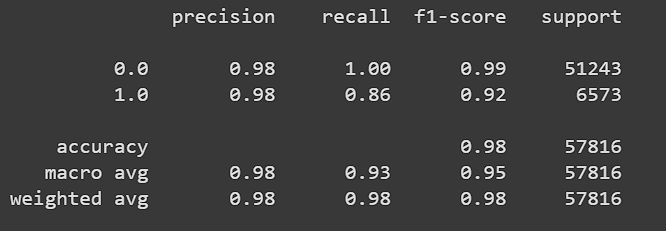 precision recall f1-score support
0.0 0.98 1.00 0.99 51243
1.0 0.98 0.86 0.92 6573
accuracy 0.98 57816
macro avg 0.98 0.93 0.95 57816
weighted avg 0.98 0.98 0.98 57816